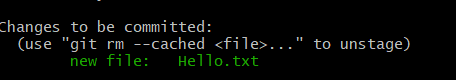 Changes to be committed:
  (use "git rm --cached <file>..." to unstage)
        new file:   Hello.txt